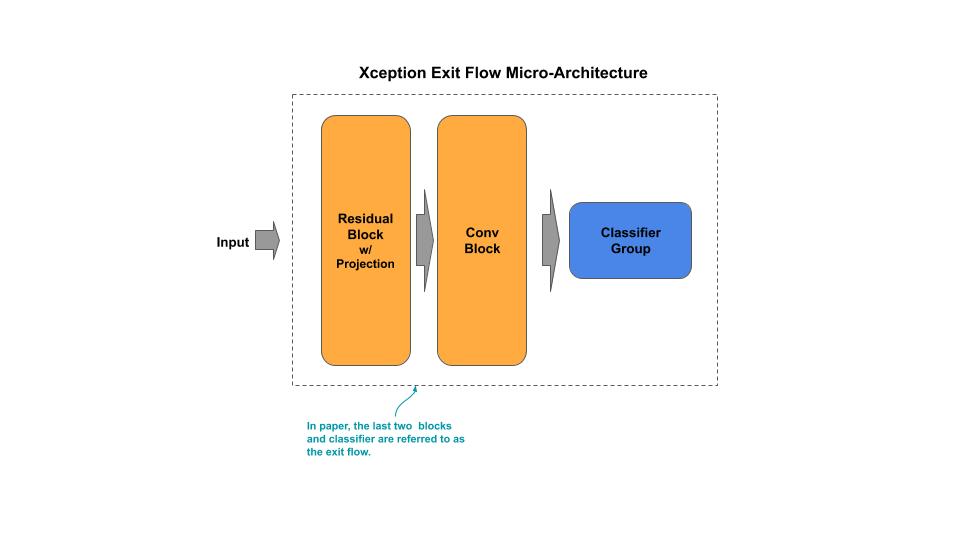 Xception Exit Flow Micro-Architecture
Input
Residual
Block
w/
Projection
Conv
Block
Classifier
Group
In paper, the last two  blocks
and classifier are referred to as
the exit flow.